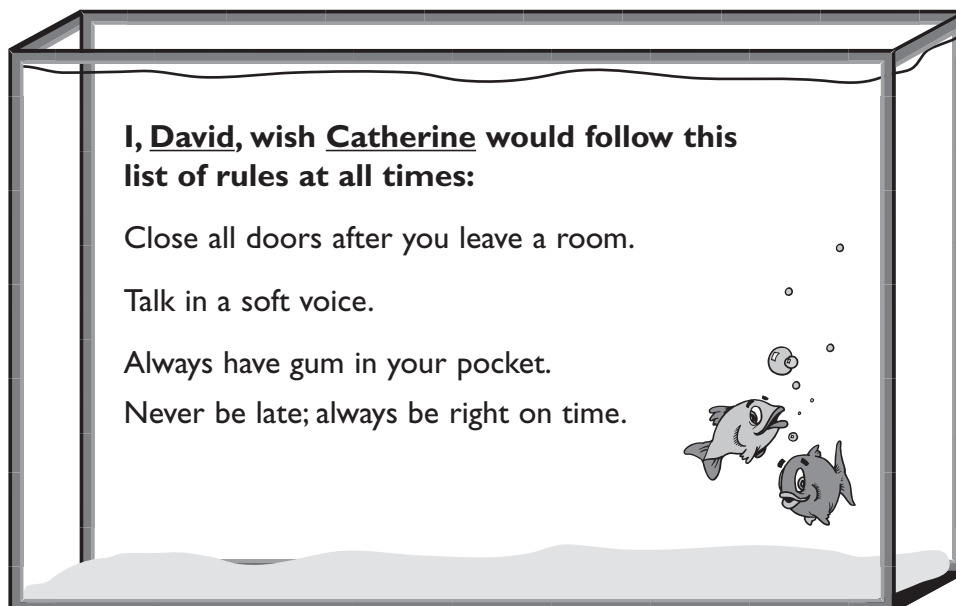 I, David, wish Catherine would follow this
list of rules at all times:
Close all doors after you leave a room.
Talk in a soft voice.
Always have gum in your pocket.
Never be late; always be right on time.